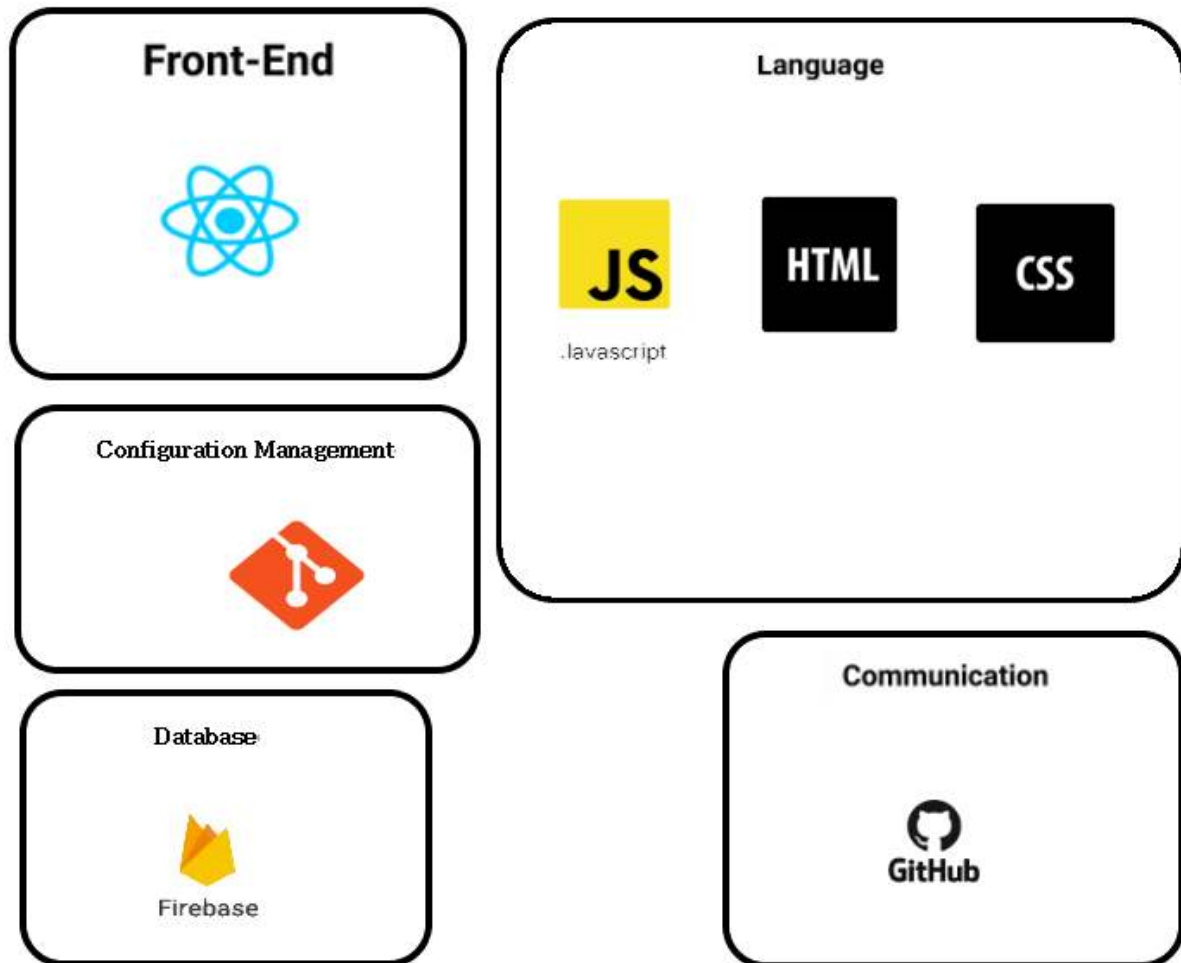 Front-End
Language
JS
HTML
CSS
Javascript
Configuration Management
Communication
Database
GitHub
Firebase